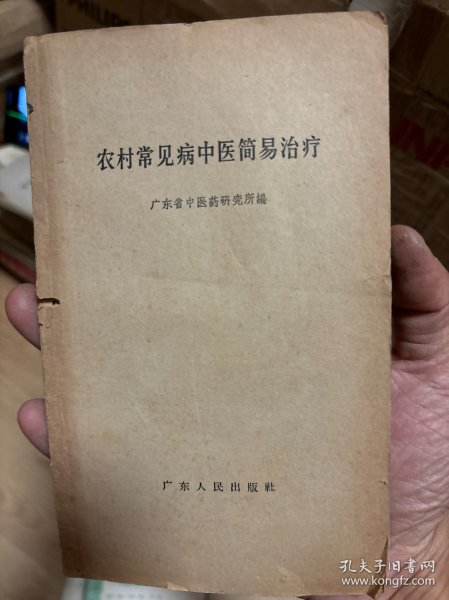 农村常见病中医简易治疗
广东省中医药研究所編
广东人民出版社
孔夫子旧书网
www.kongfz.com